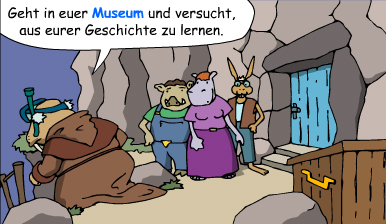 Geht in euer Museum und versucht,
aus eurer Geschichte zu lernen.